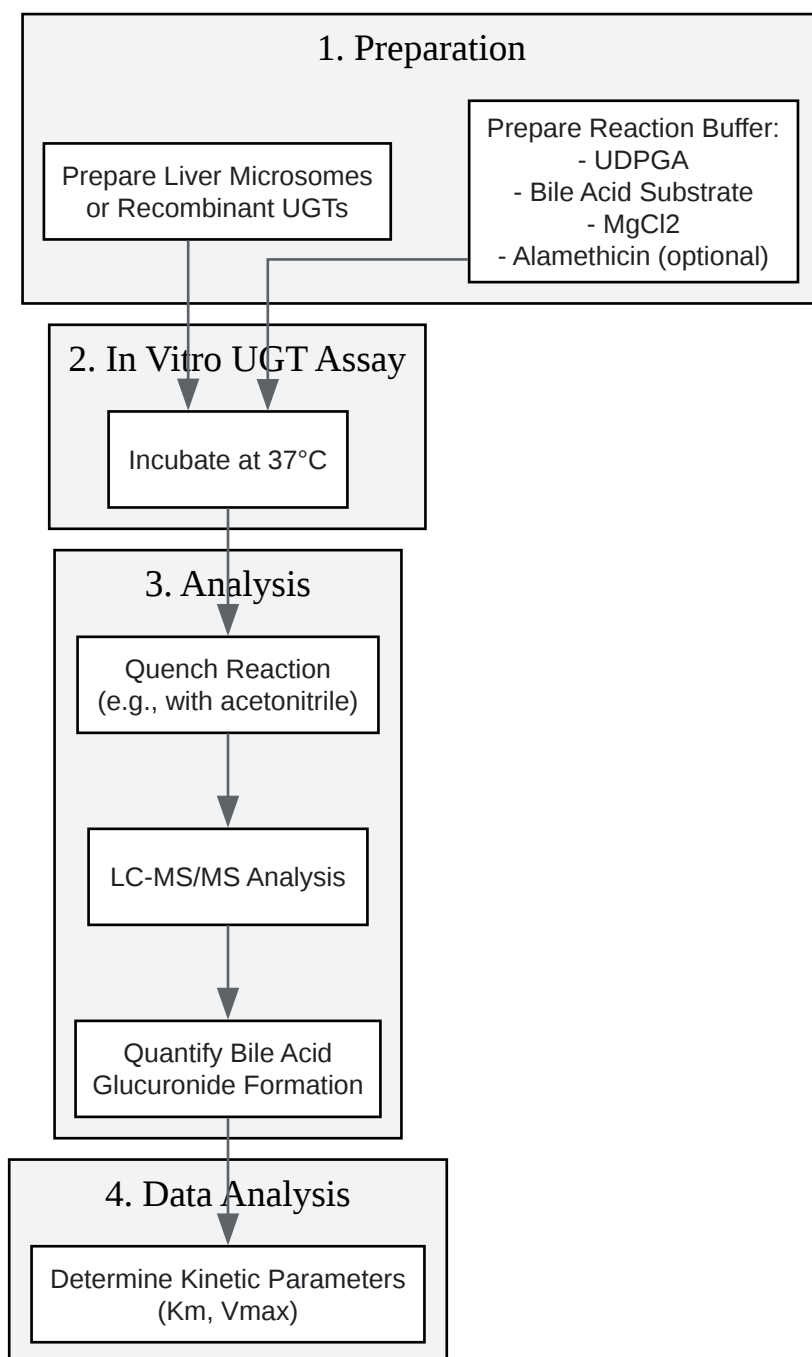 1. Preparation
Prepare Liver Microsomes
or Recombinant UGTs
Prepare Reaction Buffer:
- UDPGA
- Bile Acid Substrate
- MgCl2
- Alamethicin (optional)
2. In Vitro UGT Assay
Incubate at 37°C
3. Analysis
Quench Reaction
(e.g., with acetonitrile)
LC-MS/MS Analysis
Quantify Bile Acid
Glucuronide Formation
4. Data Analysis
Determine Kinetic Parameters
(Km, Vmax)